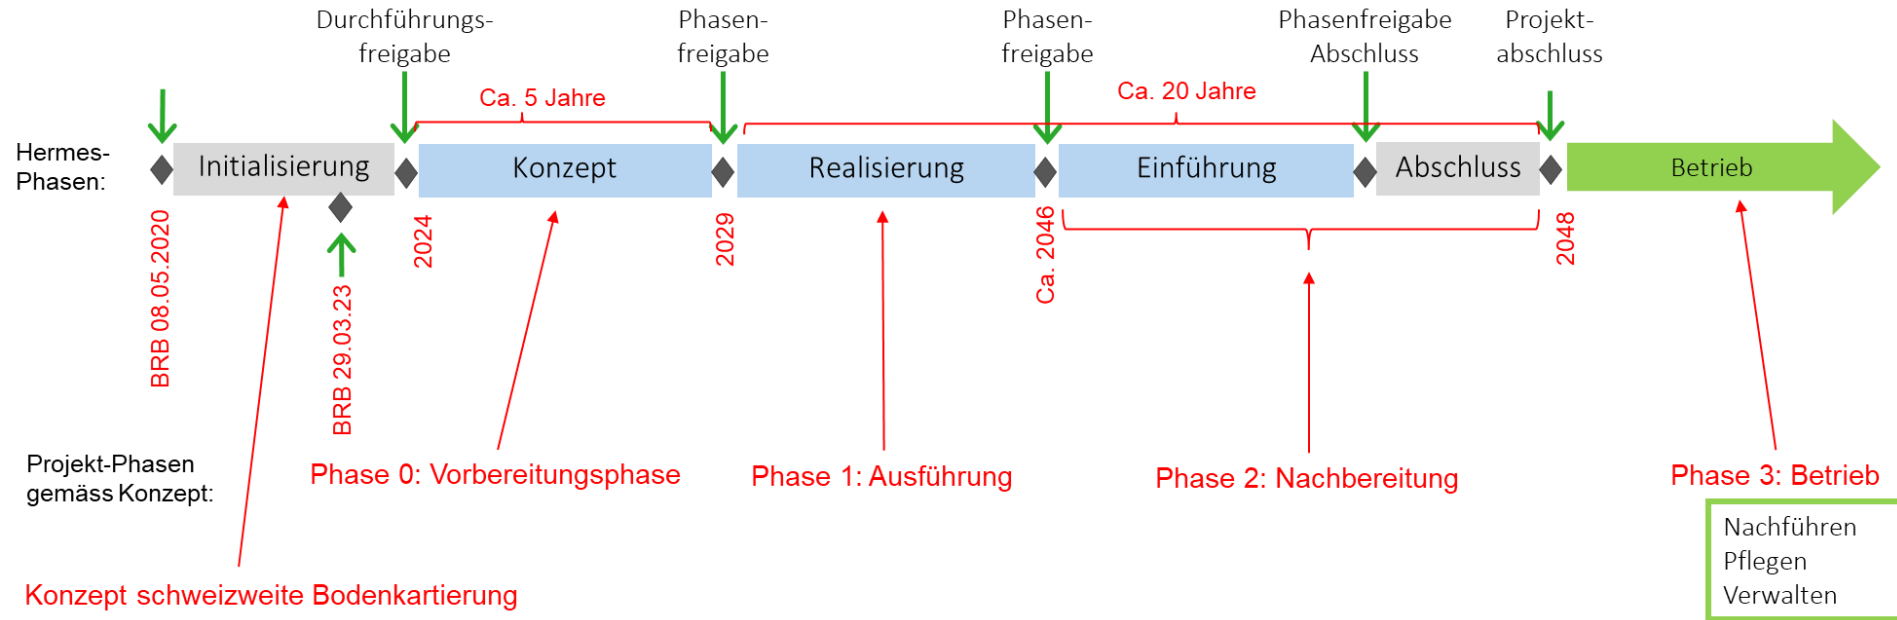 Durchführungs-
freigabe
Phasen-
freigabe
Phasen-
freigabe
Phasenfreigabe
Abschluss
Projekt-
abschluss
Ca. 5 Jahre
Ca. 20 Jahre
Hermes-
Phasen:
Initialisierung
Konzept
Realisierung
Einführung
Abschluss
Betrieb
BRB 08.05.2020
BRB 29.03.23
2024
2029
Ca. 2046
2048
Projekt-Phasen
gemäss Konzept:
Phase 0: Vorbereitungsphase
Phase 1: Ausführung
Phase 2: Nachbereitung
Phase 3: Betrieb
Nachführen
Pflegen
Verwalten
Konzept schweizweite Bodenkartierung